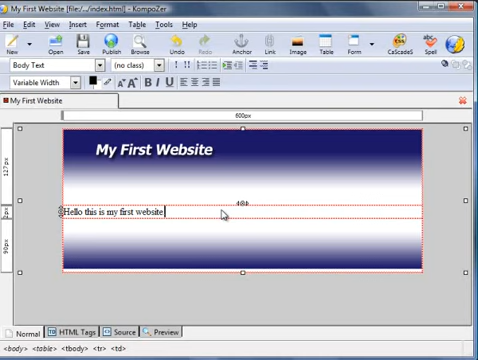 My First Website [file:/.../index.html] - KompoZer
File Edit View Insert Format Table Tools Help
New Open Save Publish Browse Undo Redo Anchor Link Image Table Form CaScadeS Spell
Body Text (no class)
Variable Width
My First Website
600px
127px
My First Website
Hello this is my first website
2px
90px
Normal HTML Tags Source Preview
<body> <table> <tbody> <tr> <td>